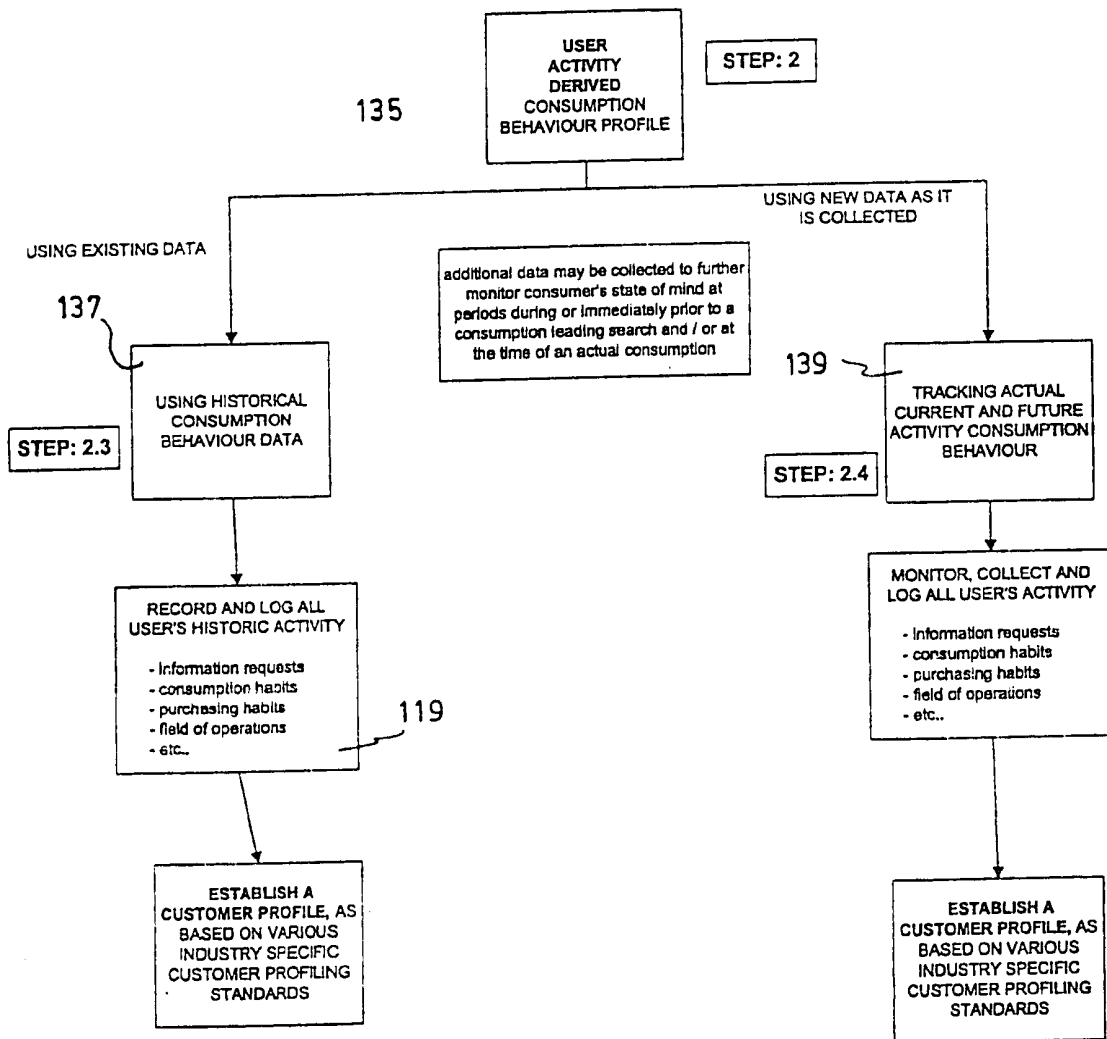 USER
ACTIVITY
DERIVED
CONSUMPTION
BEHAVIOUR PROFILE
STEP: 2
135
USING EXISTING DATA
USING NEW DATA AS IT
IS COLLECTED
additional data may be collected to further
monitor consumer's state of mind at
periods during or immediately prior to a
consumption leading search and / or at
the time of an actual consumption
137
USING HISTORICAL
CONSUMPTION
BEHAVIOUR DATA
STEP: 2.3
139
TRACKING ACTUAL
CURRENT AND FUTURE
ACTIVITY CONSUMPTION
BEHAVIOUR
STEP: 2.4
RECORD AND LOG ALL
USER'S HISTORIC ACTIVITY
- information requests
- consumption habits
- purchasing habits
- field of operations
- etc..
119
MONITOR, COLLECT AND
LOG ALL USER'S ACTIVITY
- information requests
- consumption habits
- purchasing habits
- field of operations
- etc..
ESTABLISH A
CUSTOMER PROFILE, AS
BASED ON VARIOUS
INDUSTRY SPECIFIC
CUSTOMER PROFILING
STANDARDS
ESTABLISH A
CUSTOMER PROFILE, AS
BASED ON VARIOUS
INDUSTRY SPECIFIC
CUSTOMER PROFILING
STANDARDS